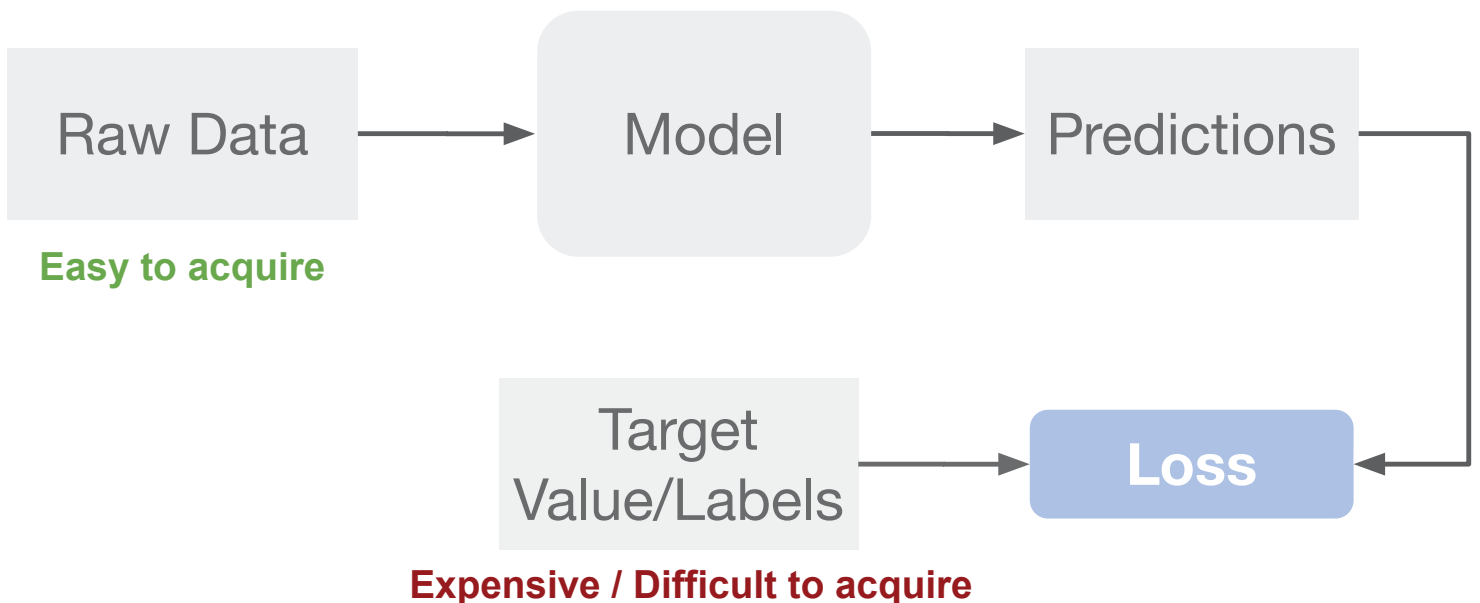 Raw Data
Model
Predictions
Easy to acquire
Target
Value/Labels
Loss
Expensive / Difficult to acquire